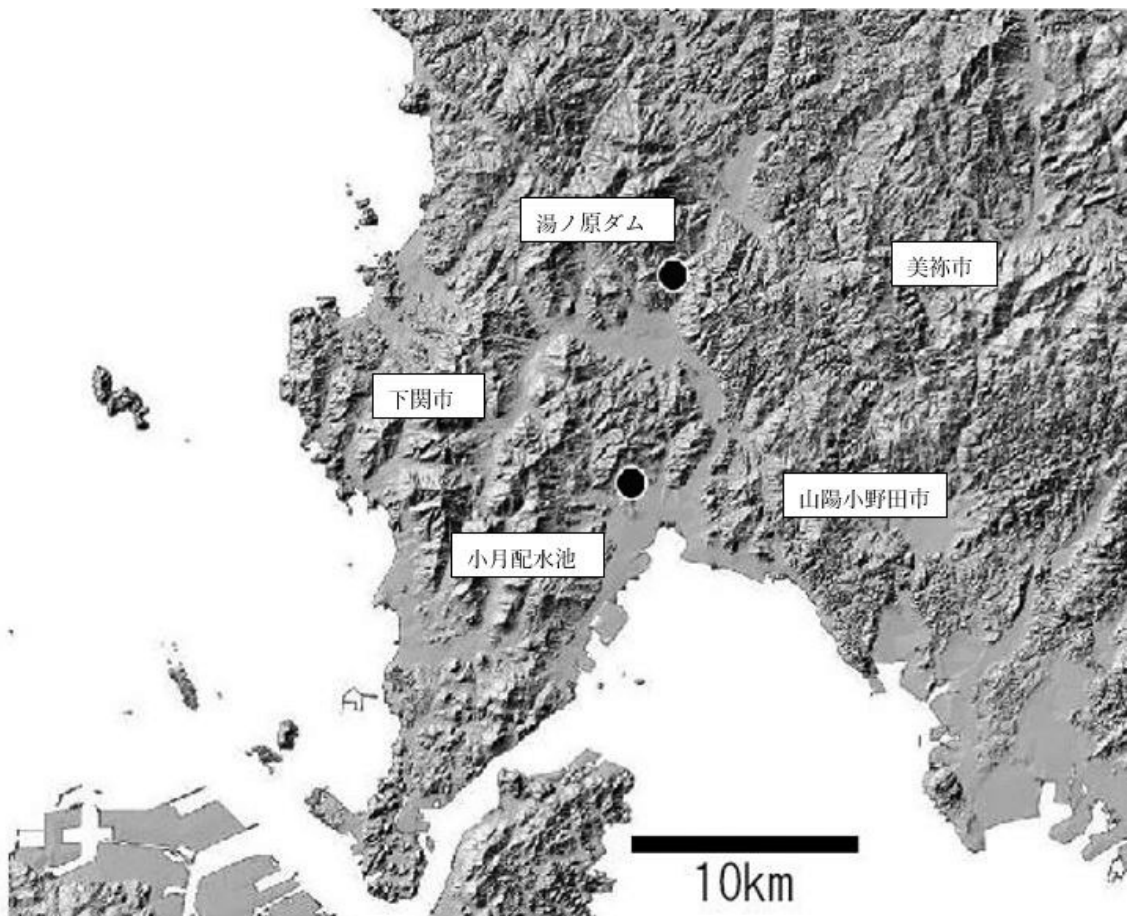 湯ノ原ダム
美祢市
下関市
山陽小野田市
小月配水池
10km